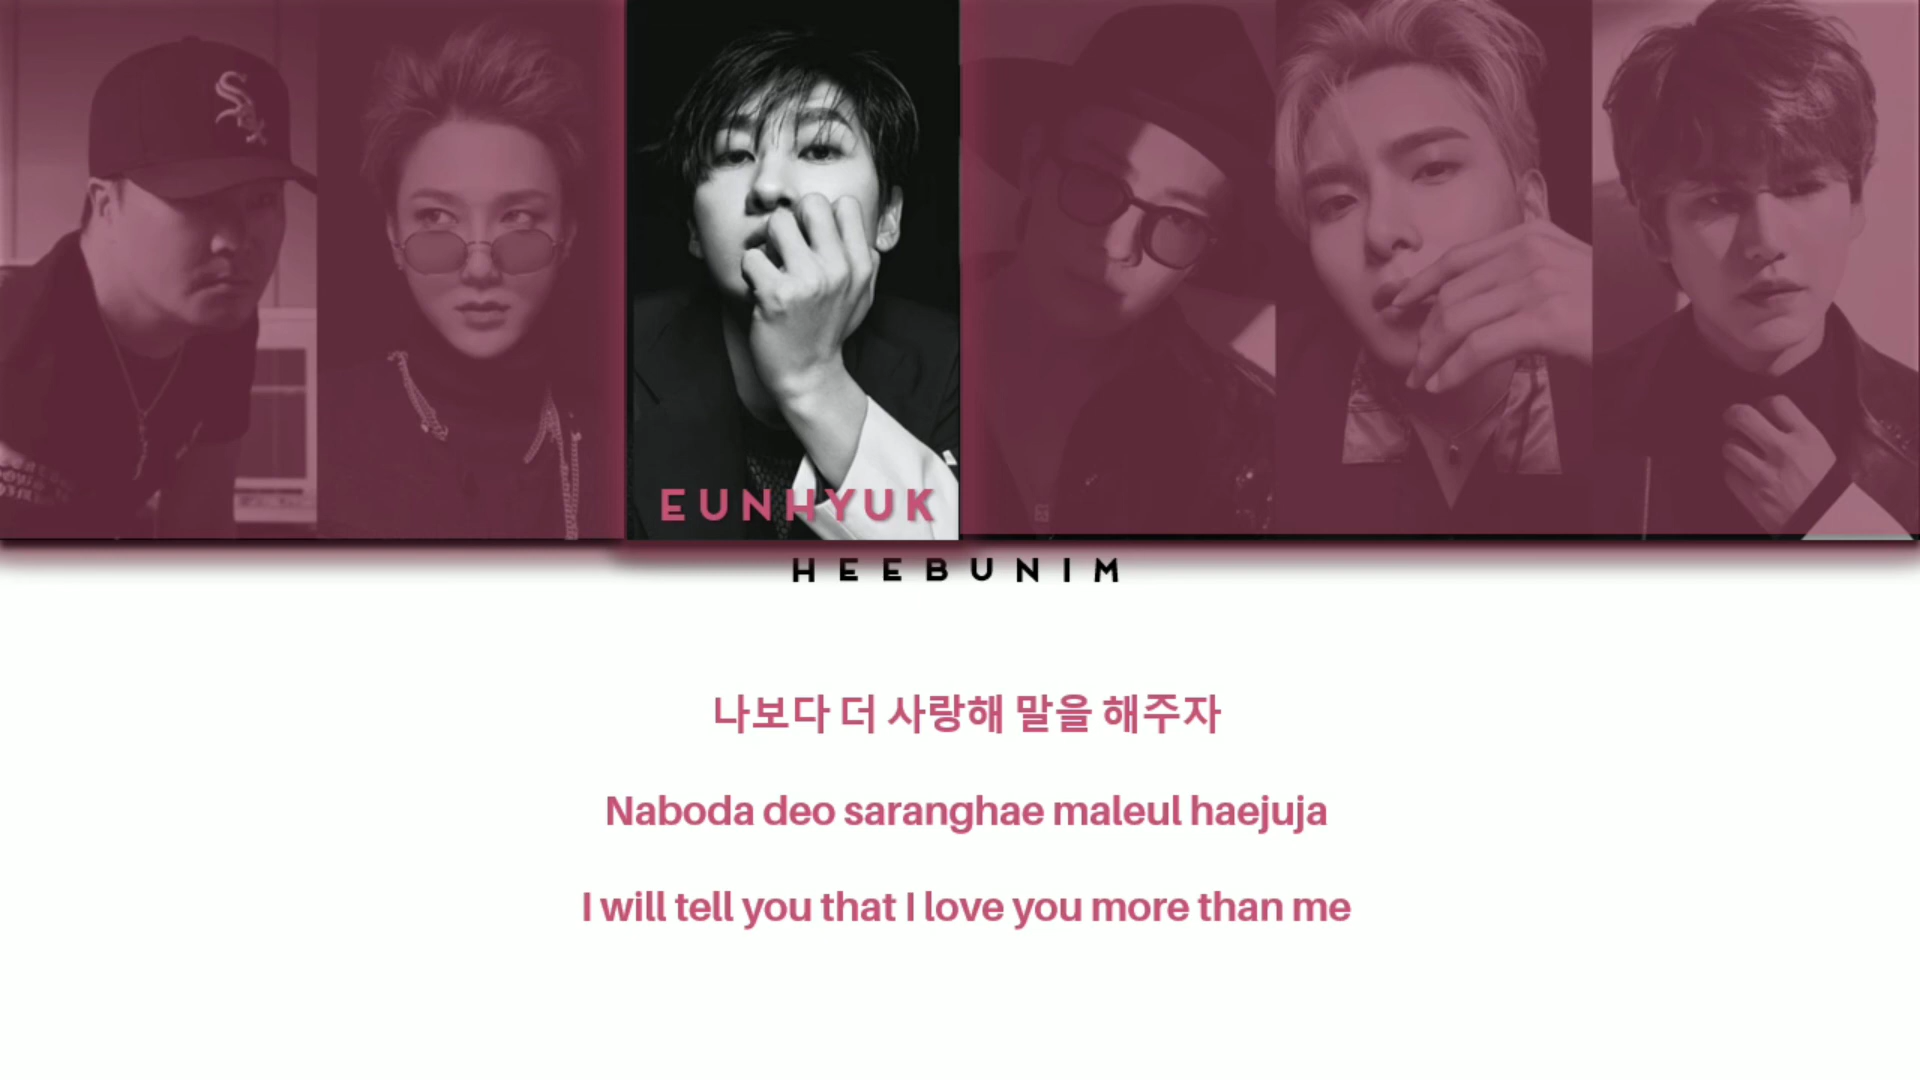 EUNHYUK
HEEBUNIM
나보다 더 사랑해 말을 해주자
Naboda deo saranghae maleul haejuja
I will tell you that I love you more than me